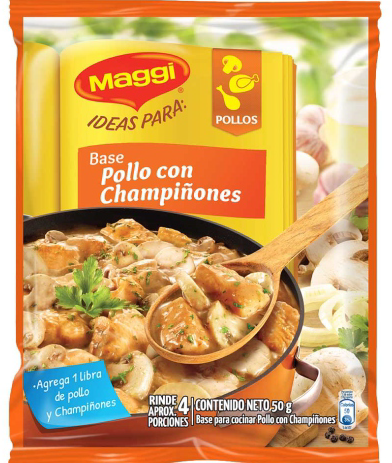 Maggi
IDEAS PARA:
POLLOS
Base
Pollo con
Champiñones
-Agrega 1 libra
de pollo
y Champiñones
RINDE
APROX. 4
PORCIONES
CONTENIDO NETO 50 g
Base para cocinar Pollo con Champiñones